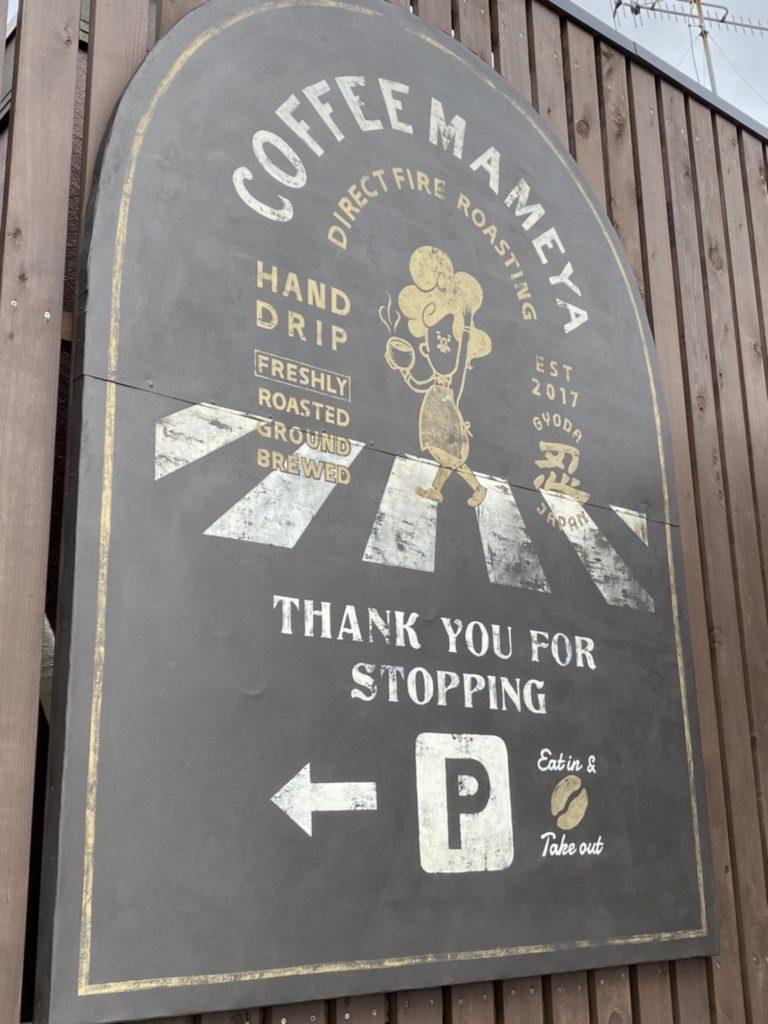 COFFEE MAMEYA
DIRECT FIRE ROASTING
HAND
DRIP
FRESHLY
ROASTED
GROUND
BREWED
EST
2017
GYODA
忍
JAPAN
THANK YOU FOR
STOPPING
P
Eat in &
Take out